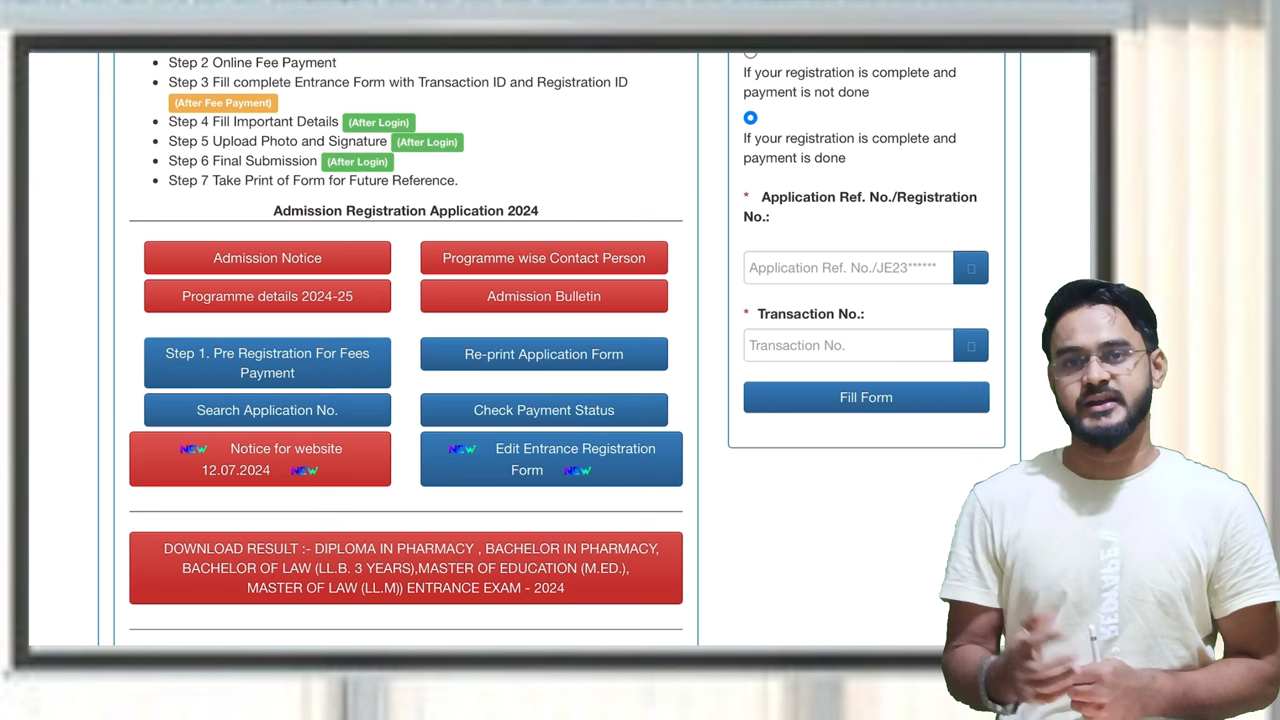 Step 2 Online Fee Payment
Step 3 Fill complete Entrance Form with Transaction ID and Registration ID
(After Fee Payment)
Step 4 Fill Important Details (After Login)
Step 5 Upload Photo and Signature (After Login)
Step 6 Final Submission (After Login)
Step 7 Take Print of Form for Future Reference.
Admission Registration Application 2024
Admission Notice
Programme wise Contact Person
Programme details 2024-25
Admission Bulletin
Step 1. Pre Registration For Fees
Payment
Re-print Application Form
Search Application No.
Check Payment Status
NEW Notice for website
12.07.2024 NEW
NEW Edit Entrance Registration
Form NEW
DOWNLOAD RESULT :- DIPLOMA IN PHARMACY , BACHELOR IN PHARMACY,
BACHELOR OF LAW (LL.B. 3 YEARS),MASTER OF EDUCATION (M.ED.),
MASTER OF LAW (LL.M)) ENTRANCE EXAM - 2024
If your registration is complete and
payment is not done
If your registration is complete and
payment is done
* Application Ref. No./Registration
No.:
Application Ref. No./JE23******
* Transaction No.:
Transaction No.
Fill Form